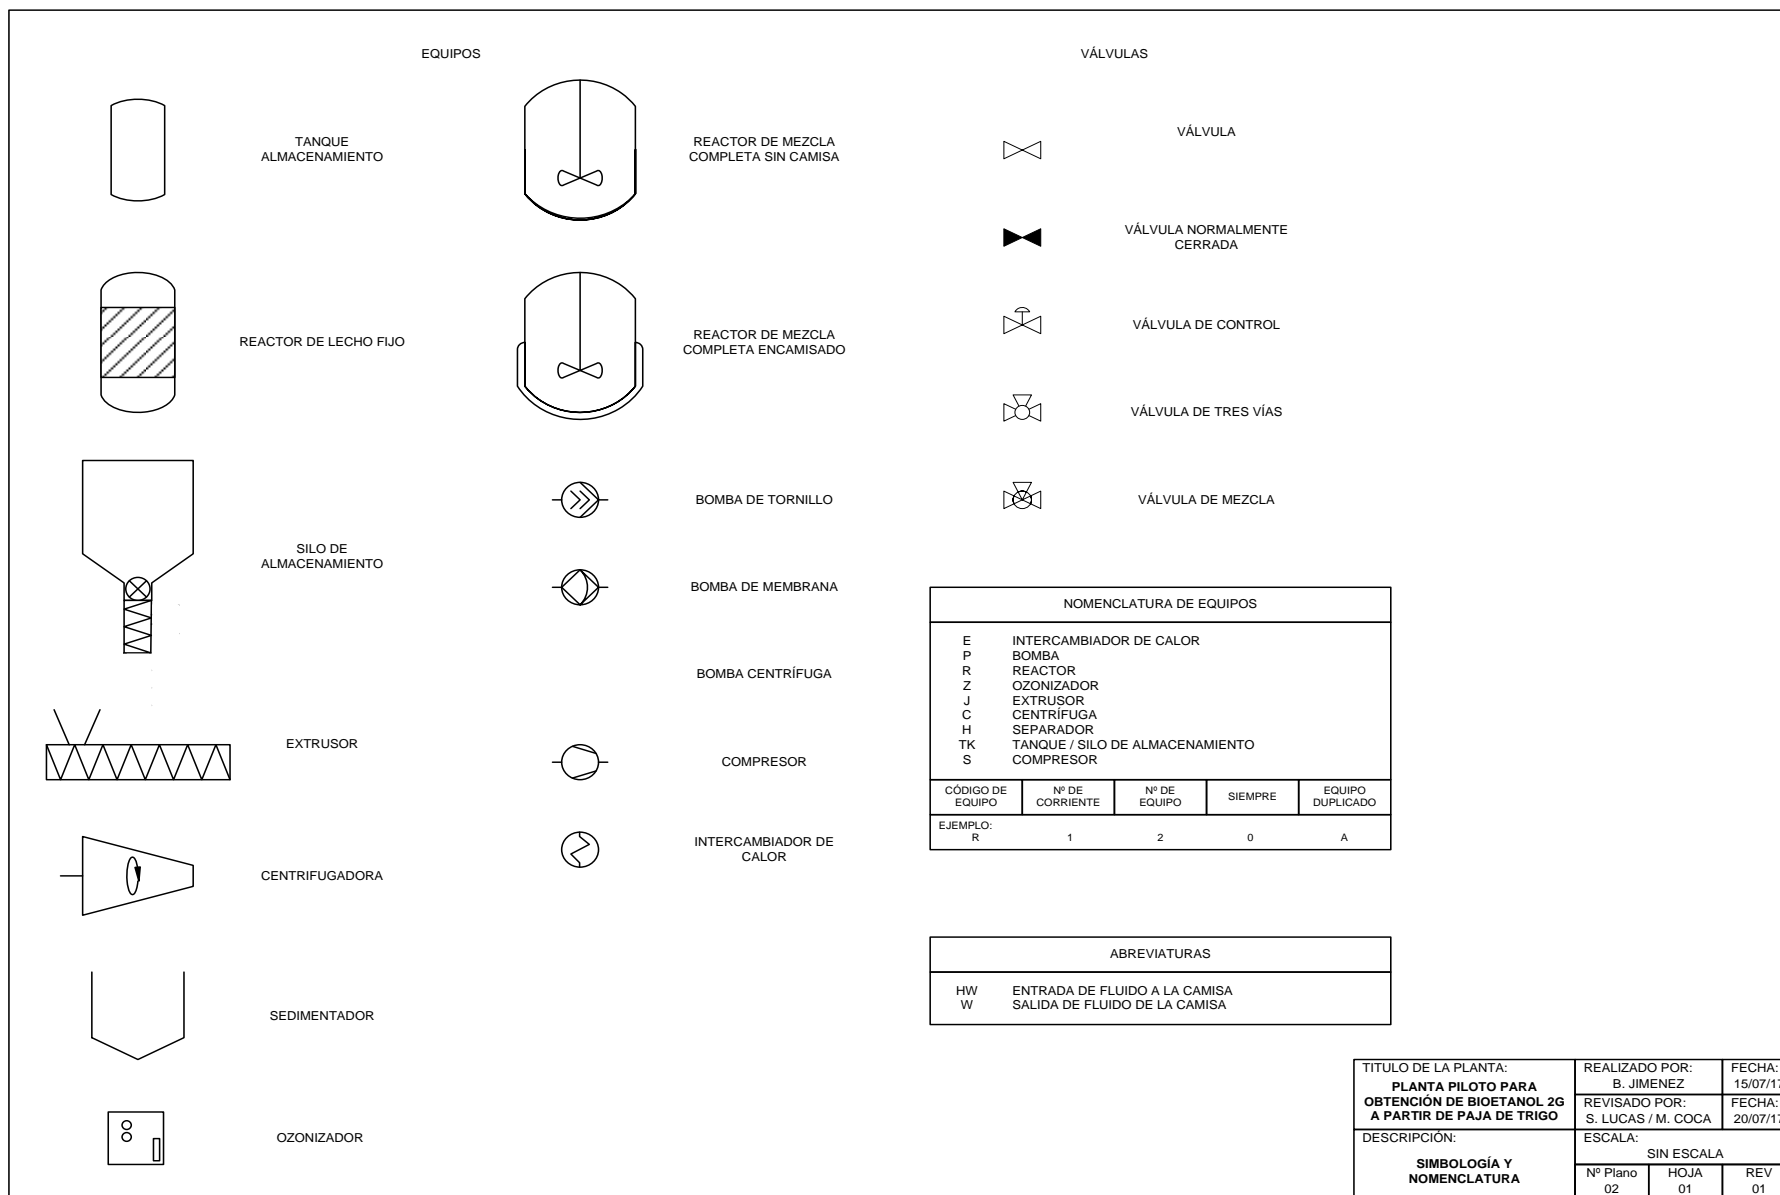 EQUIPOS
TANQUE
ALMACENAMIENTO
REACTOR DE LECHO FIJO
SILO DE
ALMACENAMIENTO
EXTRUSOR
CENTRIFUGADORA
SEDIMENTADOR
OZONIZADOR
REACTOR DE MEZCLA
COMPLETA SIN CAMISA
REACTOR DE MEZCLA
COMPLETA ENCAMISADO
BOMBA DE TORNILLO
BOMBA DE MEMBRANA
BOMBA CENTRÍFUGA
COMPRESOR
INTERCAMBIADOR DE
CALOR
VÁLVULAS
VÁLVULA
VÁLVULA NORMALMENTE
CERRADA
VÁLVULA DE CONTROL
VÁLVULA DE TRES VÍAS
VÁLVULA DE MEZCLA
NOMENCLATURA DE EQUIPOS
E INTERCAMBIADOR DE CALOR
P BOMBA
R REACTOR
Z OZONIZADOR
J EXTRUSOR
C CENTRÍFUGA
H SEPARADOR
TK TANQUE / SILO DE ALMACENAMIENTO
S COMPRESOR
CÓDIGO DE
EQUIPO
Nº DE
CORRIENTE
Nº DE
EQUIPO
SIEMPRE
EQUIPO
DUPLICADO
EJEMPLO:
R 1 2 0 A
ABREVIATURAS
HW ENTRADA DE FLUIDO A LA CAMISA
W SALIDA DE FLUIDO DE LA CAMISA
TITULO DE LA PLANTA:
PLANTA PILOTO PARA
OBTENCIÓN DE BIOETANOL 2G
A PARTIR DE PAJA DE TRIGO
REALIZADO POR:
B. JIMENEZ
FECHA:
15/07/17
REVISADO POR:
S. LUCAS / M. COCA
FECHA:
20/07/17
DESCRIPCIÓN:
SIMBOLOGÍA Y
NOMENCLATURA
ESCALA:
SIN ESCALA
Nº Plano
02
HOJA
01
REV
01